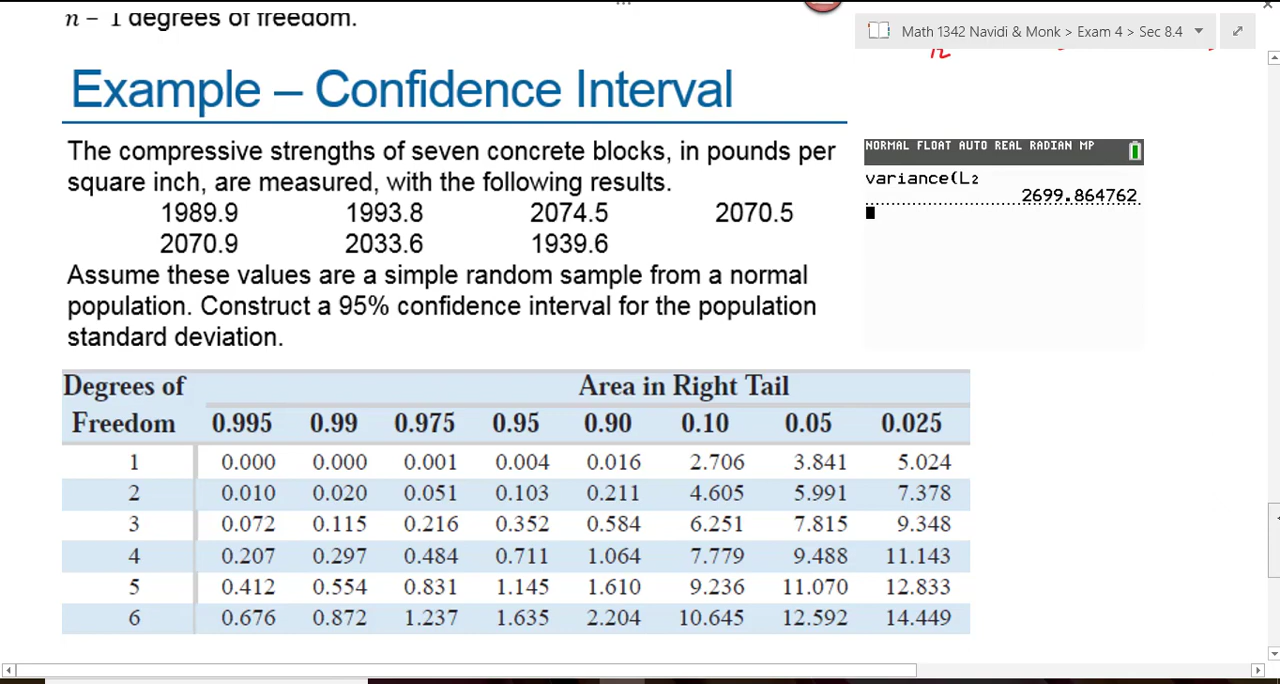 n − 1 degrees of freedom.
Math 1342 Navidi & Monk > Exam 4 > Sec 8.4
Example – Confidence Interval
The compressive strengths of seven concrete blocks, in pounds per
square inch, are measured, with the following results.
1989.9 1993.8 2074.5 2070.5
2070.9 2033.6 1939.6
Assume these values are a simple random sample from a normal
population. Construct a 95% confidence interval for the population
standard deviation.
NORMAL FLOAT AUTO REAL RADIAN MP
variance(L₂
2699.864762
Degrees of Area in Right Tail
Freedom 0.995 0.99 0.975 0.95 0.90 0.10 0.05 0.025
1 0.000 0.000 0.001 0.004 0.016 2.706 3.841 5.024
2 0.010 0.020 0.051 0.103 0.211 4.605 5.991 7.378
3 0.072 0.115 0.216 0.352 0.584 6.251 7.815 9.348
4 0.207 0.297 0.484 0.711 1.064 7.779 9.488 11.143
5 0.412 0.554 0.831 1.145 1.610 9.236 11.070 12.833
6 0.676 0.872 1.237 1.635 2.204 10.645 12.592 14.449